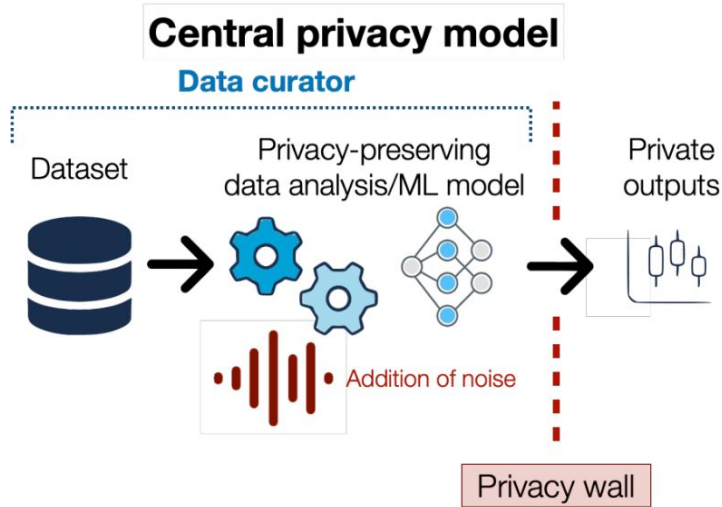 Central privacy model
Data curator
Dataset
Privacy-preserving
data analysis/ML model
Private
outputs
Addition of noise
Privacy wall